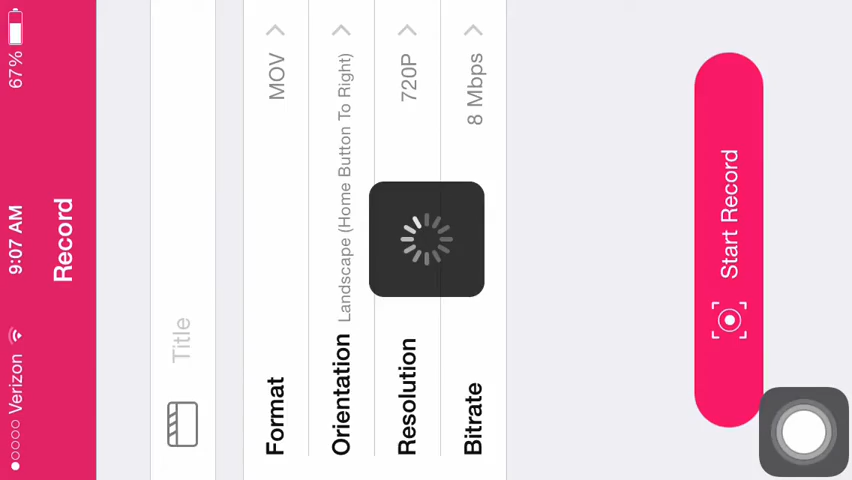 ●○○○○ Verizon 9:07 AM 67%
Record
Title
Format MOV
Orientation Landscape (Home Button To Right)
Resolution 720P
Bitrate 8 Mbps
Start Record